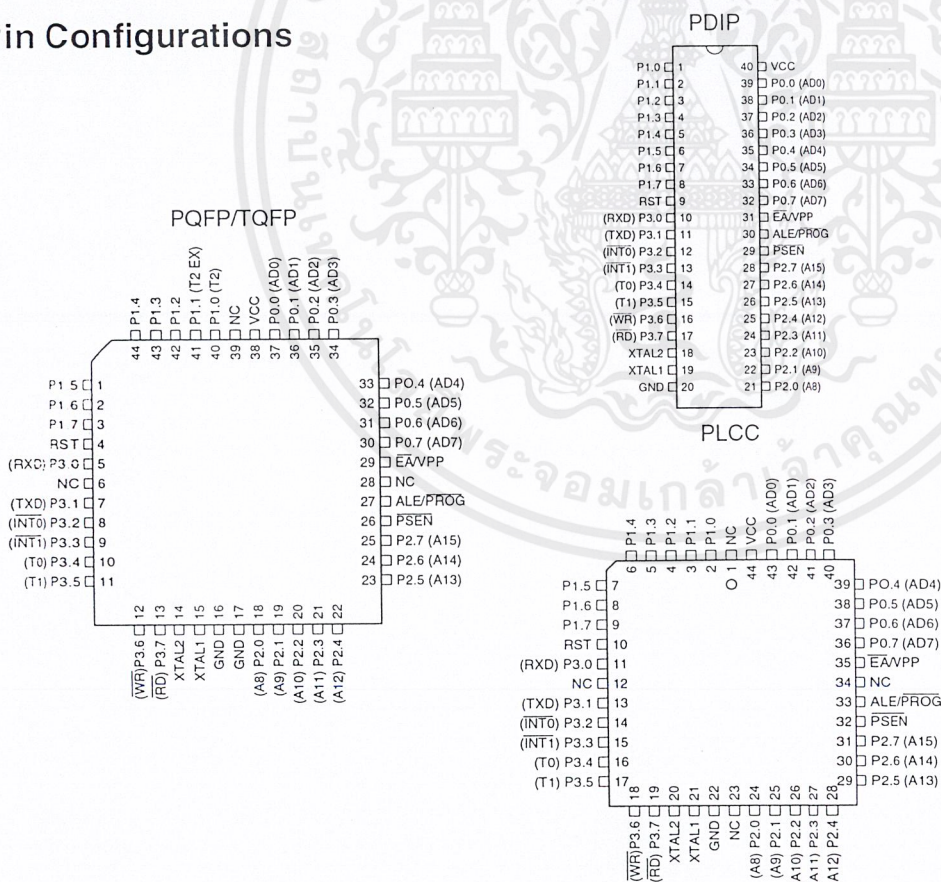 in Configurations
PDIP
P1.0 1 40 VCC
P1.1 2 39 P0.0 (AD0)
P1.2 3 38 P0.1 (AD1)
P1.3 4 37 P0.2 (AD2)
P1.4 5 36 P0.3 (AD3)
P1.5 6 35 P0.4 (AD4)
P1.6 7 34 P0.5 (AD5)
P1.7 8 33 P0.6 (AD6)
RST 9 32 P0.7 (AD7)
(RXD) P3.0 10 31 EA/VPP
(TXD) P3.1 11 30 ALE/PROG
(INT0) P3.2 12 29 PSEN
(INT1) P3.3 13 28 P2.7 (A15)
(T0) P3.4 14 27 P2.6 (A14)
(T1) P3.5 15 26 P2.5 (A13)
(WR) P3.6 16 25 P2.4 (A12)
(RD) P3.7 17 24 P2.3 (A11)
XTAL2 18 23 P2.2 (A10)
XTAL1 19 22 P2.1 (A9)
GND 20 21 P2.0 (A8)
PQFP/TQFP
P1.4 P1.3 P1.2 P1.1 (T2 EX) P1.0 (T2) NC VCC P0.0 (AD0) P0.1 (AD1) P0.2 (AD2) P0.3 (AD3)
44 43 42 41 40 39 38 37 36 35 34
P1 5 1 33 PO.4 (AD4)
P1 6 2 32 P0.5 (AD5)
P1 7 3 31 P0.6 (AD6)
RST 4 30 P0.7 (AD7)
(RXD) P3.0 5 29 EA/VPP
NC 6 28 NC
(TXD) P3.1 7 27 ALE/PROG
(INT0) P3.2 8 26 PSEN
(INT1) P3.3 9 25 P2.7 (A15)
(T0) P3.4 10 24 P2.6 (A14)
(T1) P3.5 11 23 P2.5 (A13)
12 13 14 15 16 17 18 19 20 21 22
(WR) P3.6 (RD) P3.7 XTAL2 XTAL1 GND GND (A8) P2.0 (A9) P2.1 (A10) P2.2 (A11) P2.3 (A12) P2.4
PLCC
P1.4 P1.3 P1.2 P1.1 P1.0 NC VCC P0.0 (AD0) P0.1 (AD1) P0.2 (AD2) P0.3 (AD3)
6 5 4 3 2 1 44 43 42 41 40
P1.5 7 39 PO.4 (AD4)
P1.6 8 38 P0.5 (AD5)
P1.7 9 37 P0.6 (AD6)
RST 10 36 P0.7 (AD7)
(RXD) P3.0 11 35 EA/VPP
NC 12 34 NC
(TXD) P3.1 13 33 ALE/PROG
(INT0) P3.2 14 32 PSEN
(INT1) P3.3 15 31 P2.7 (A15)
(T0) P3.4 16 30 P2.6 (A14)
(T1) P3.5 17 29 P2.5 (A13)
18 19 20 21 22 23 24 25 26 27 28
(WR) P3.6 (RD) P3.7 XTAL2 XTAL1 GND NC (A8) P2.0 (A9) P2.1 A10) P2.2 A11) P2.3 A12) P2.4